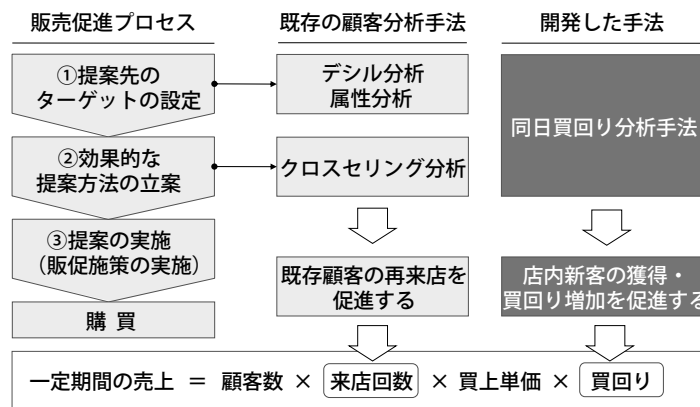 販売促進プロセス
既存の顧客分析手法
開発した手法
①提案先の
ターゲットの設定
デシル分析
属性分析
同日買回り分析手法
②効果的な
提案方法の立案
クロスセリング分析
③提案の実施
（販促施策の実施）
既存顧客の再来店を
促進する
店内新客の獲得・
買回り増加を促進する
購 買
一定期間の売上 ＝ 顧客数 × 来店回数 × 買上単価 × 買回り